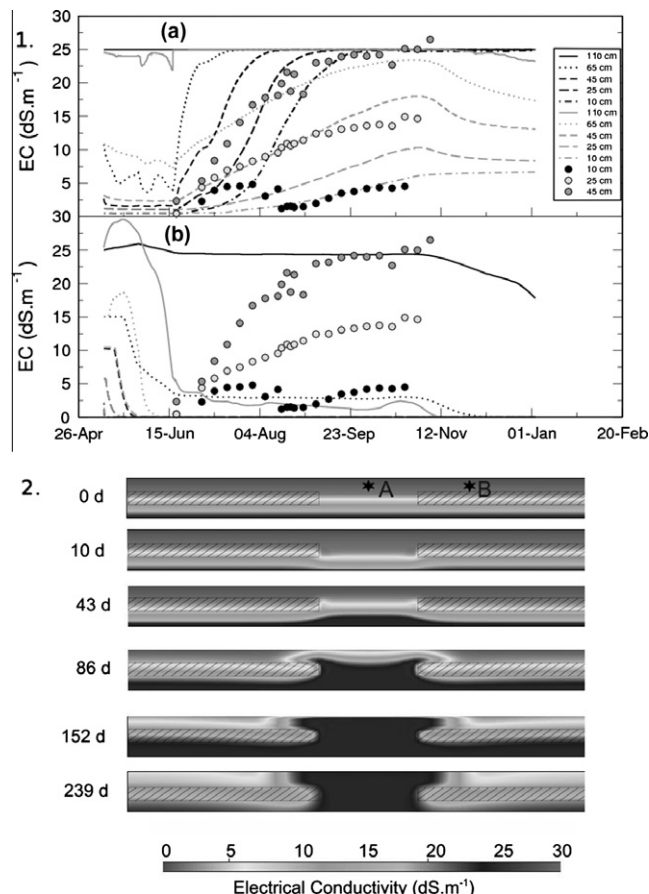 1.
(a)
30
25
20
15
10
5
30
EC (dS.m-1)
110 cm
65 cm
45 cm
25 cm
10 cm
110 cm
65 cm
45 cm
25 cm
10 cm
10 cm
25 cm
45 cm
(b)
25
20
15
10
5
0
EC (dS.m-1)
26-Apr 15-Jun 04-Aug 23-Sep 12-Nov 01-Jan 20-Feb
2.
0 d
A B
10 d
43 d
86 d
152 d
239 d
0 5 10 15 20 25 30
Electrical Conductivity (dS.m-1)